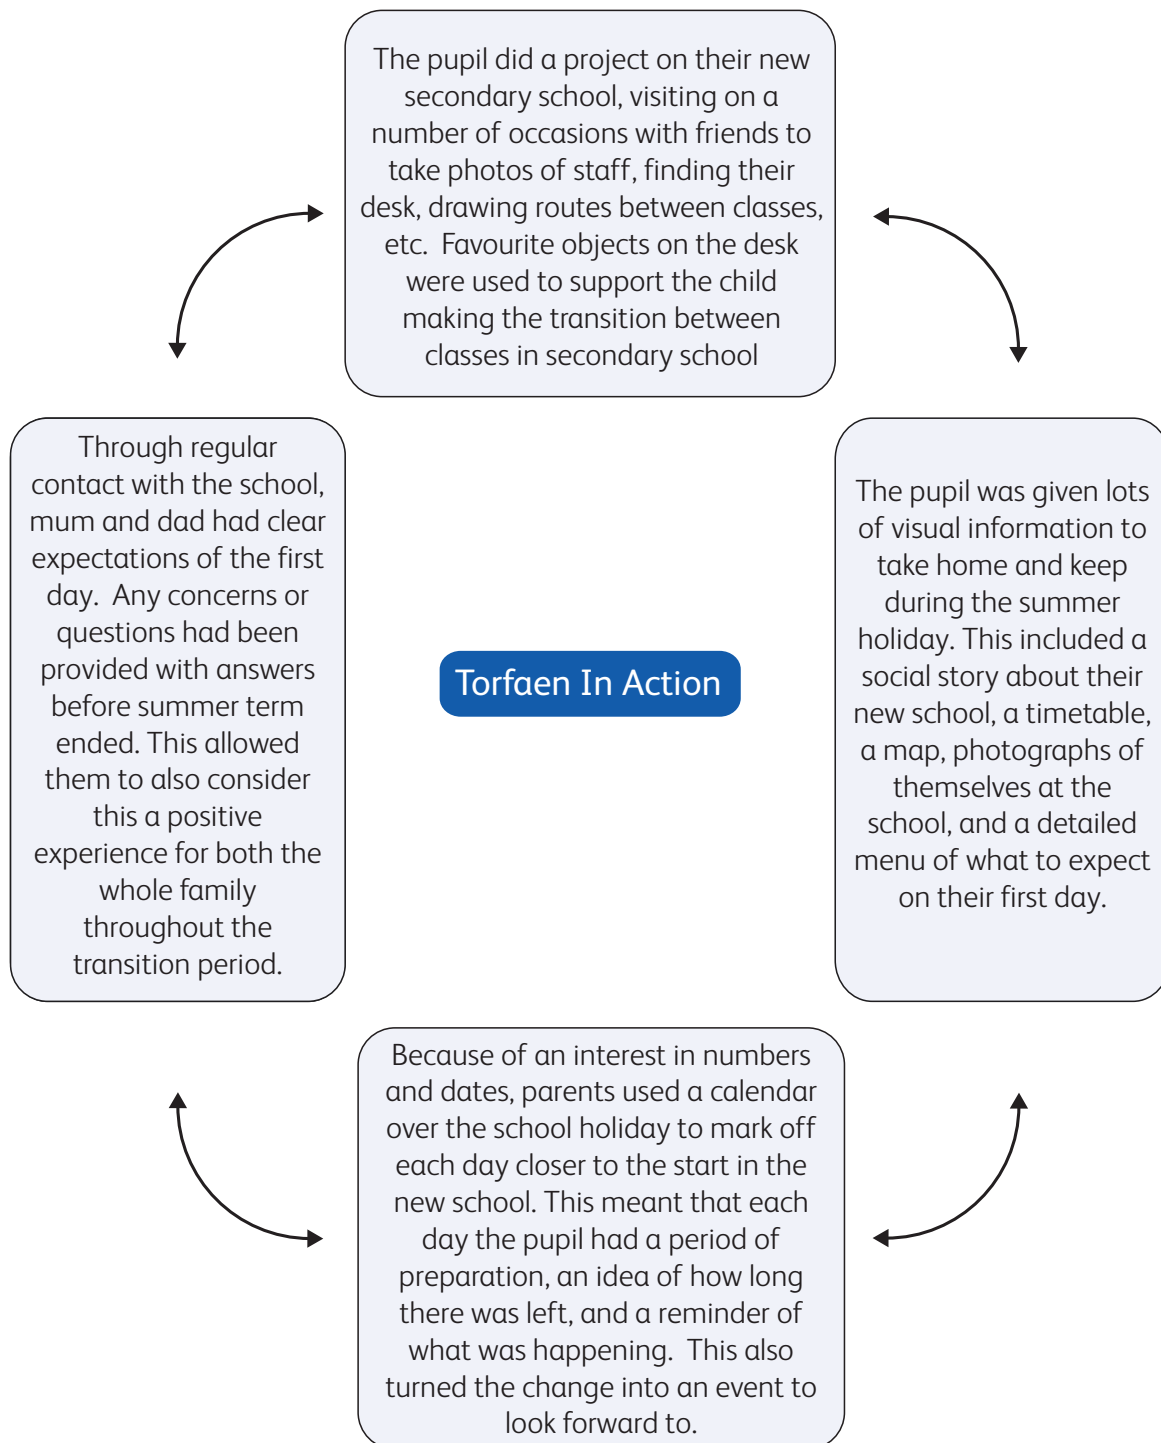 The pupil did a project on their new
secondary school, visiting on a
number of occasions with friends to
take photos of staff, finding their
desk, drawing routes between classes,
etc.  Favourite objects on the desk
were used to support the child
making the transition between
classes in secondary school
Through regular
contact with the school,
mum and dad had clear
expectations of the first
day.  Any concerns or
questions had been
provided with answers
before summer term
ended. This allowed
them to also consider
this a positive
experience for both the
whole family
throughout the
transition period.
Torfaen In Action
The pupil was given lots
of visual information to
take home and keep
during the summer
holiday. This included a
social story about their
new school, a timetable,
a map, photographs of
themselves at the
school, and a detailed
menu of what to expect
on their first day.
Because of an interest in numbers
and dates, parents used a calendar
over the school holiday to mark off
each day closer to the start in the
new school. This meant that each
day the pupil had a period of
preparation, an idea of how long
there was left, and a reminder of
what was happening.  This also
turned the change into an event to
look forward to.